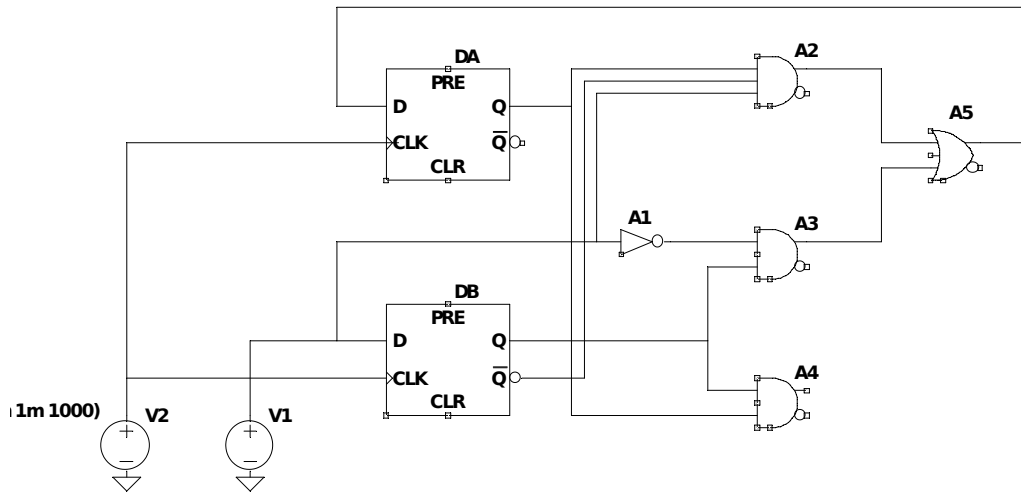 DA
PRE
D
Q
CLK
Q
CLR
A2
A5
A1
A3
DB
PRE
D
Q
CLK
Q
CLR
A4
1m 1000)
V2
V1